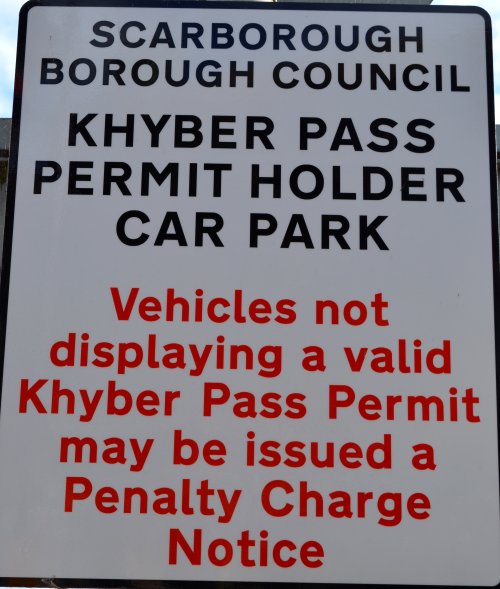 SCARBOROUGH
BOROUGH COUNCIL
KHYBER PASS
PERMIT HOLDER
CAR PARK
Vehicles not
displaying a valid
Khyber Pass Permit
may be issued a
Penalty Charge
Notice